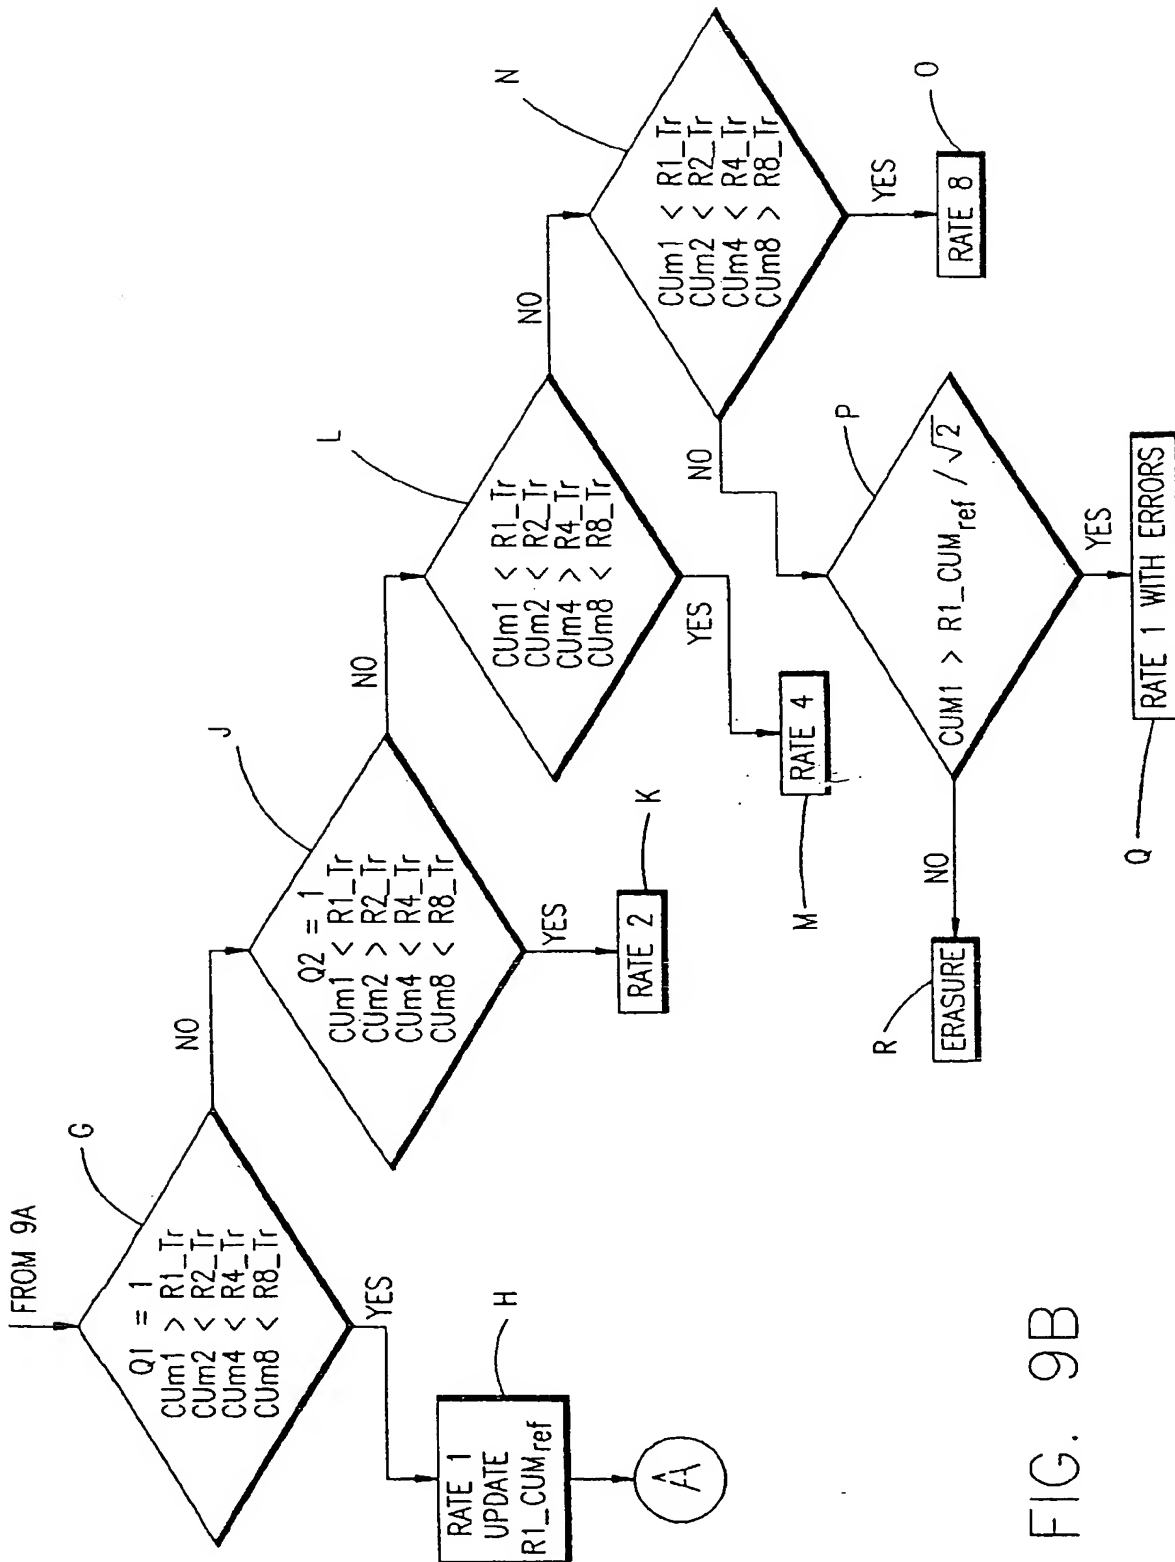 FROM 9A
G
Q1 = 1
CUm1 > R1_Tr
CUm2 < R2_Tr
CUm4 < R4_Tr
CUm8 < R8_Tr
YES
NO
H
RATE 1
UPDATE
R1_CUMref
A
J
Q2 = 1
CUm1 < R1_Tr
CUm2 > R2_Tr
CUm4 < R4_Tr
CUm8 < R8_Tr
YES
NO
K
RATE 2
L
CUm1 < R1_Tr
CUm2 < R2_Tr
CUm4 > R4_Tr
CUm8 < R8_Tr
YES
NO
M
RATE 4
N
CUm1 < R1_Tr
CUm2 < R2_Tr
CUm4 < R4_Tr
CUm8 > R8_Tr
YES
NO
O
RATE 8
P
CUM1 > R1_CUMref / √2
NO
YES
R
ERASURE
Q
RATE 1 WITH ERRORS
FIG. 9B